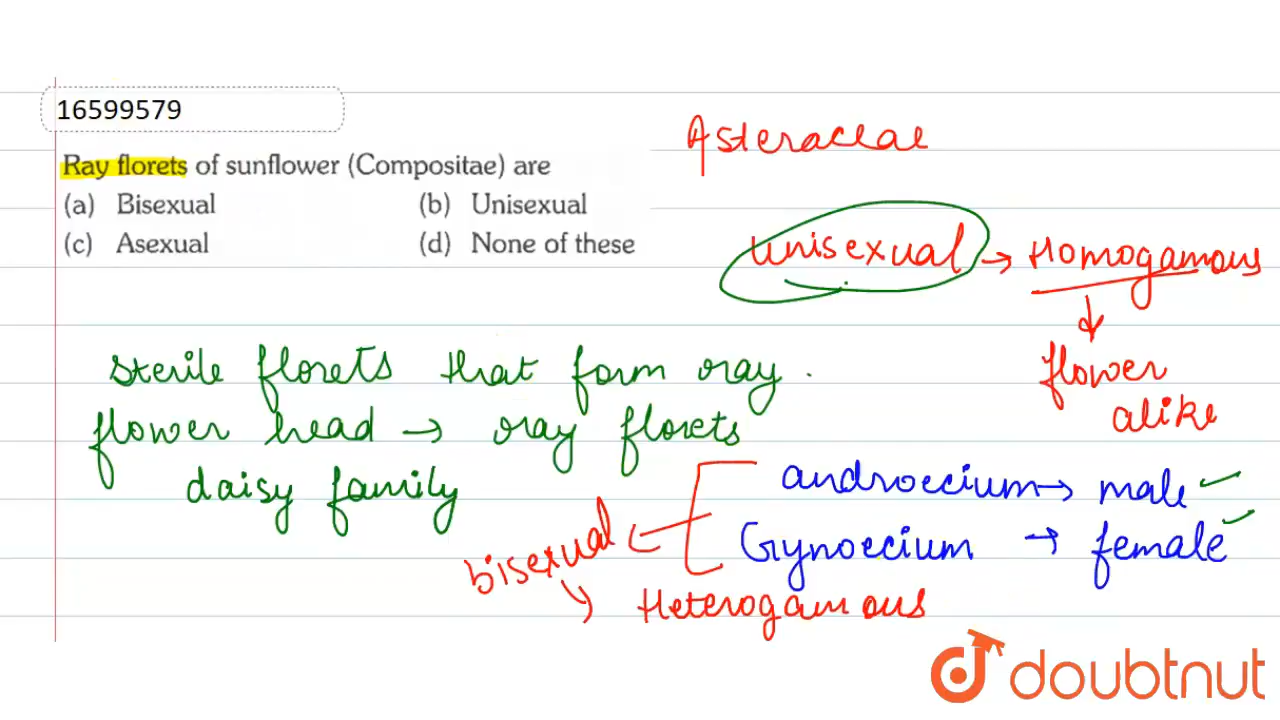 16599579
Ray florets of sunflower (Compositae) are
(a) Bisexual (b) Unisexual
(c) Asexual (d) None of these
Asteraceae
Unisexual → Homogamous
↓
flower
alike
sterile florets that form ray.
flower head → ray florets
daisy family
androecium → male ✓
Gynoecium → female ✓
bisexual
→ Heterogamous
doubtnut